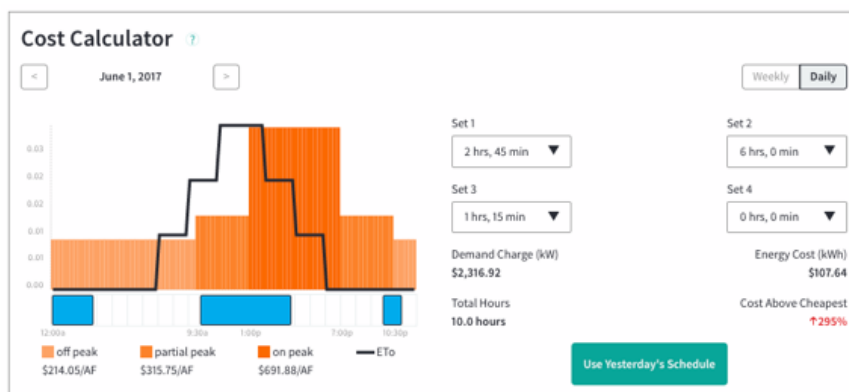 Cost Calculator ?
< June 1, 2017 >
Weekly Daily
0.03
0.02
0.02
0.01
0.01
0.00
12:00a 9:30a 1:00p 7:00p 10:30p
off peak partial peak on peak ETo
$214.05/AF $315.75/AF $691.88/AF
Set 1 Set 2
2 hrs, 45 min 6 hrs, 0 min
Set 3 Set 4
1 hrs, 15 min 0 hrs, 0 min
Demand Charge (kW) Energy Cost (kWh)
$2,316.92 $107.64
Total Hours Cost Above Cheapest
10.0 hours ↑295%
Use Yesterday's Schedule